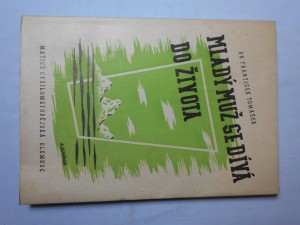 Dr FRANTIŠEK TOMÁŠEK
MLADÝ MUŽ SE DÍVÁ
DO ŽIVOTA
MATICE CYRILOMETODĚJSKÁ OLOMOUC